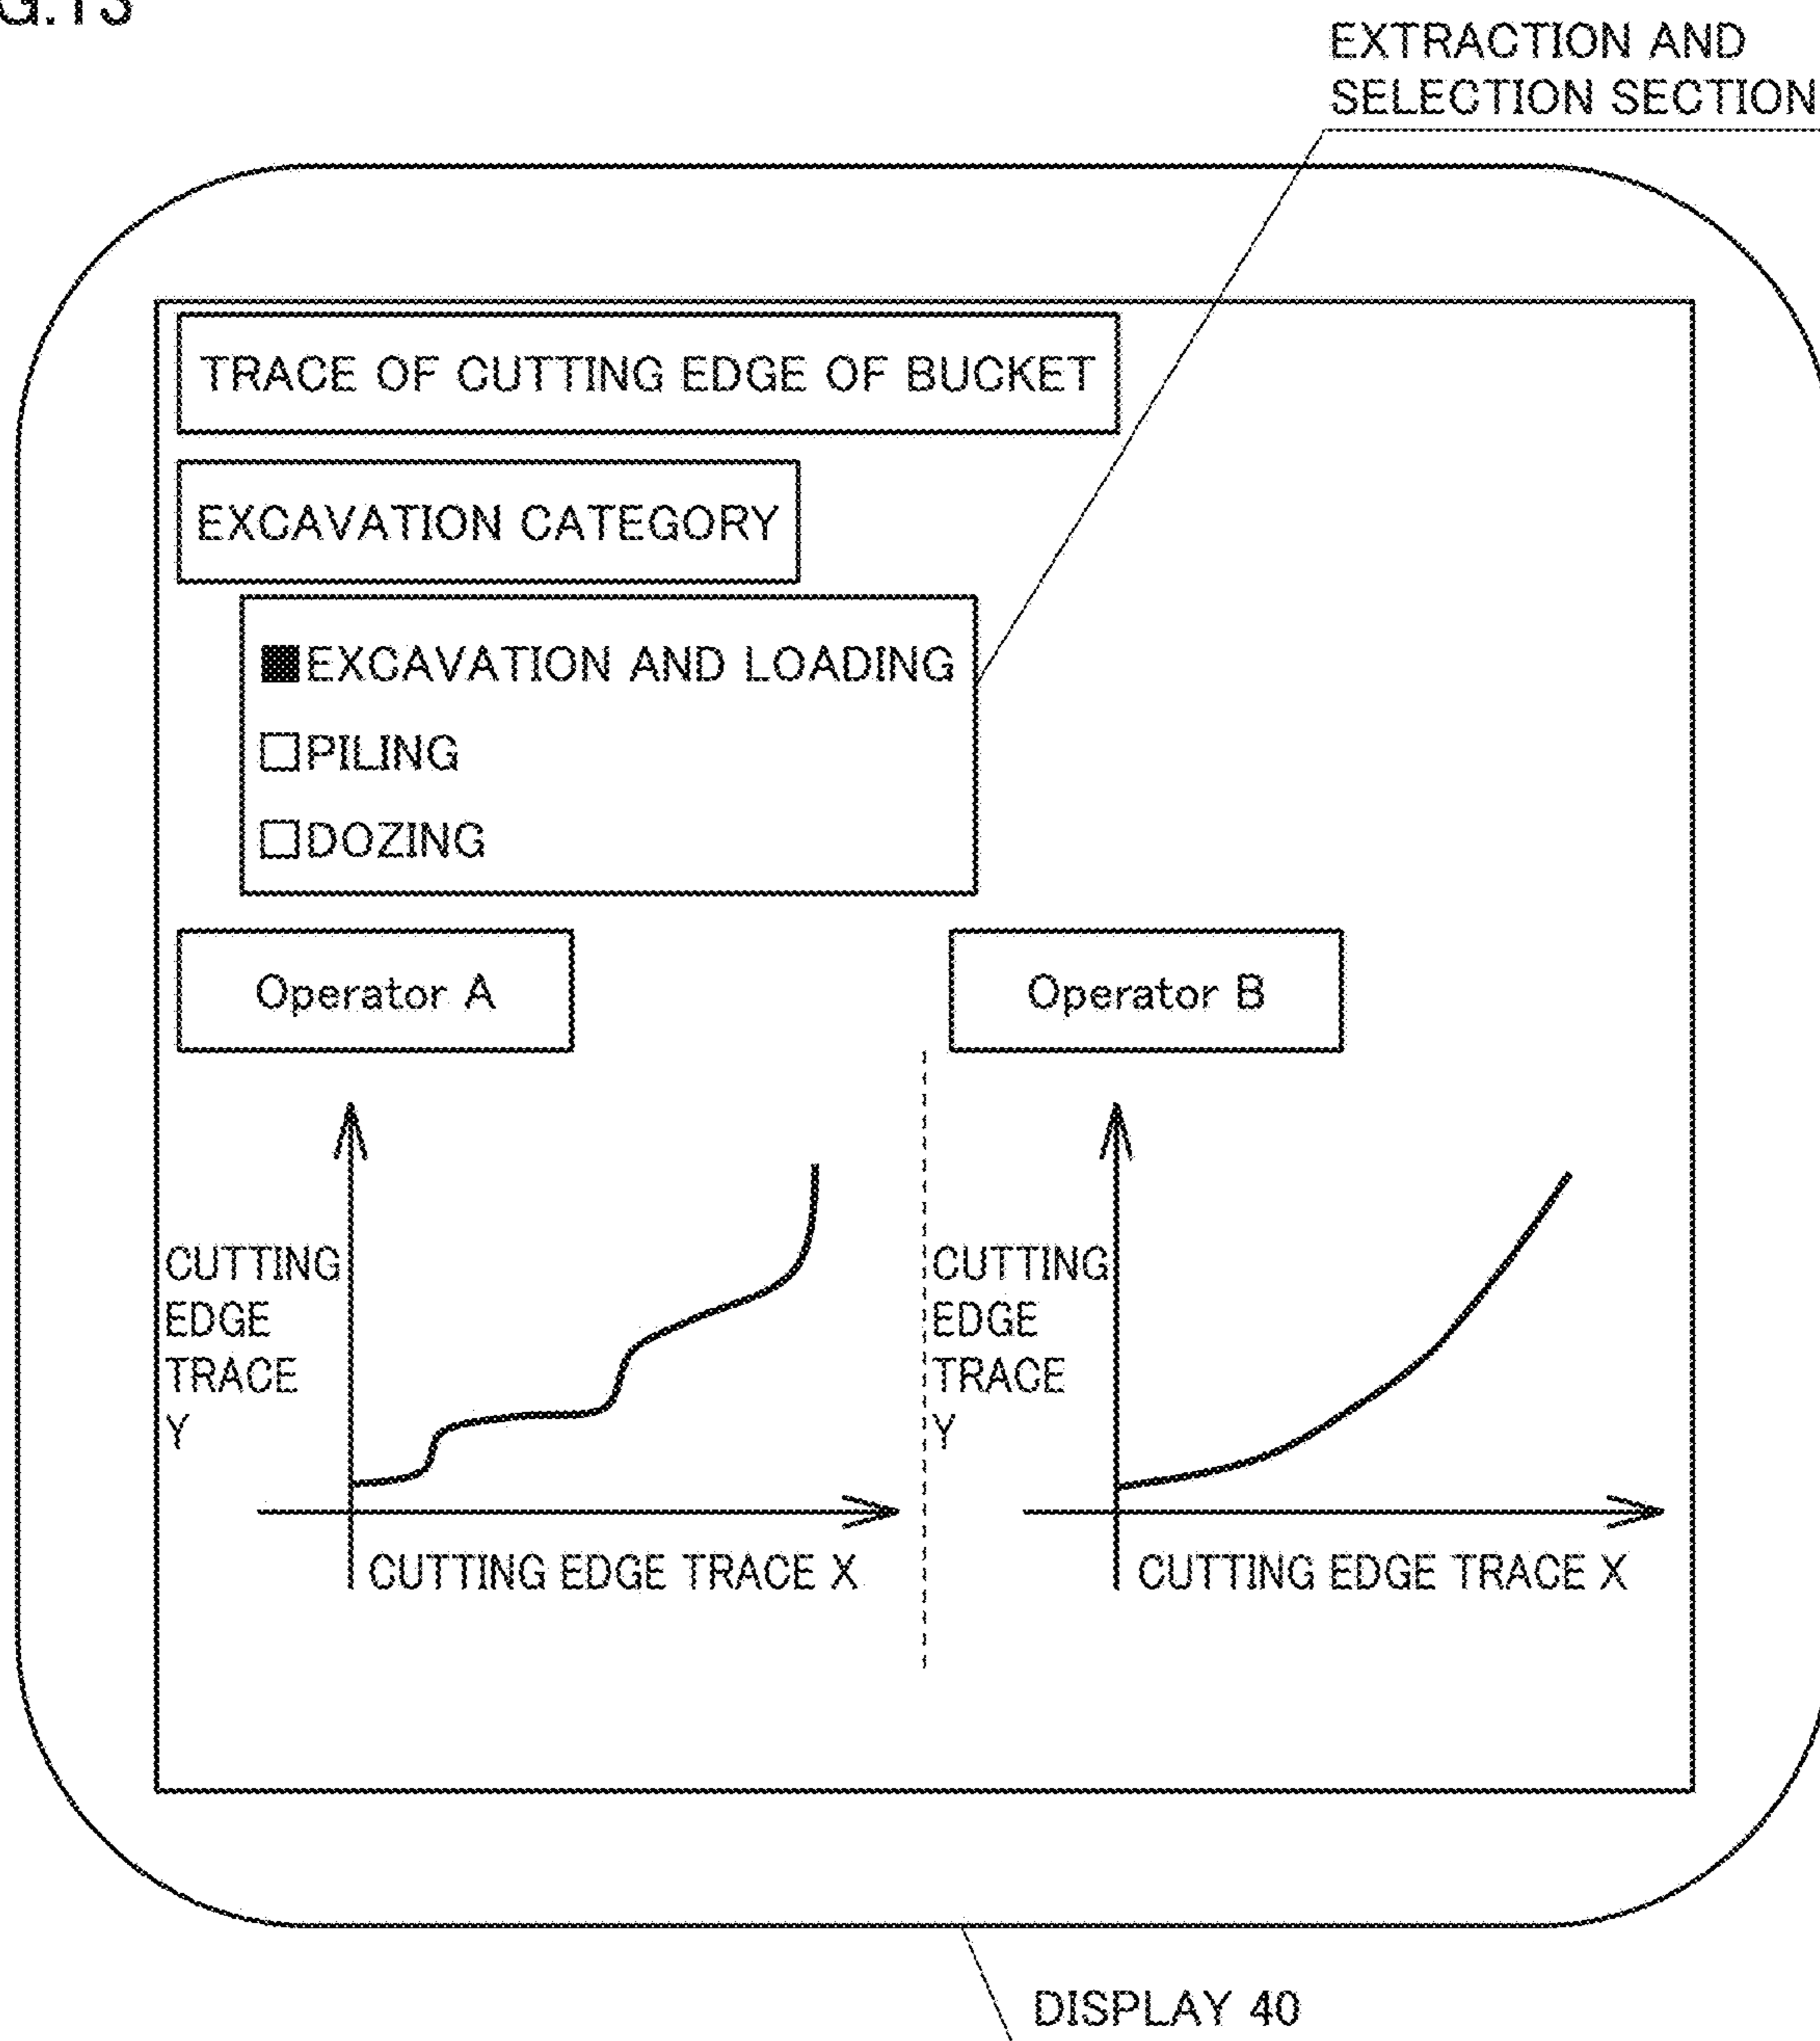 G.13
EXTRACTION AND
SELECTION SECTION
TRACE OF CUTTING EDGE OF BUCKET
EXCAVATION CATEGORY
EXCAVATION AND LOADING
PILING
DOZING
Operator A
Operator B
CUTTING
EDGE
TRACE
Y
CUTTING EDGE TRACE X
CUTTING
EDGE
TRACE
Y
CUTTING EDGE TRACE X
DISPLAY 40